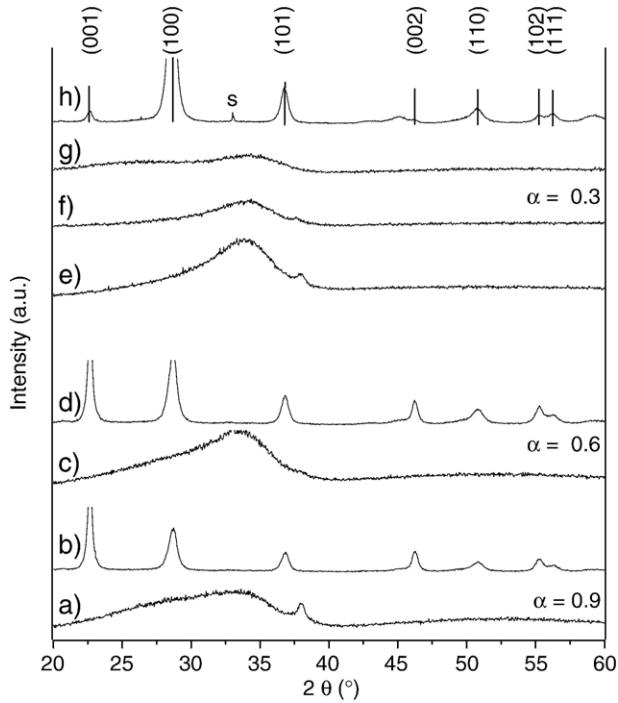 (001) (100) (101) (002) (110) (102) (111)
h) s
g)
α = 0.3
f)
e)
d)
α = 0.6
c)
b)
α = 0.9
a)
20 25 30 35 40 45 50 55 60
2 θ (°)
Intensity (a.u.)